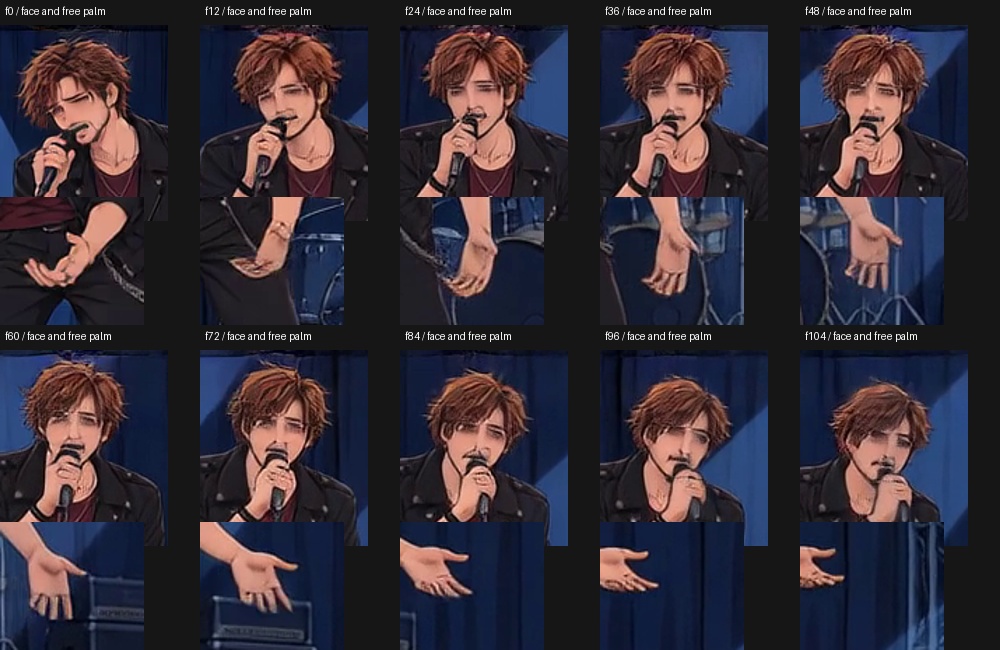 f0 / face and free palm
f12 / face and free palm
f24 / face and free palm
f36 / face and free palm
f48 / face and free palm
f60 / face and free palm
f72 / face and free palm
f84 / face and free palm
f96 / face and free palm
f104 / face and free palm